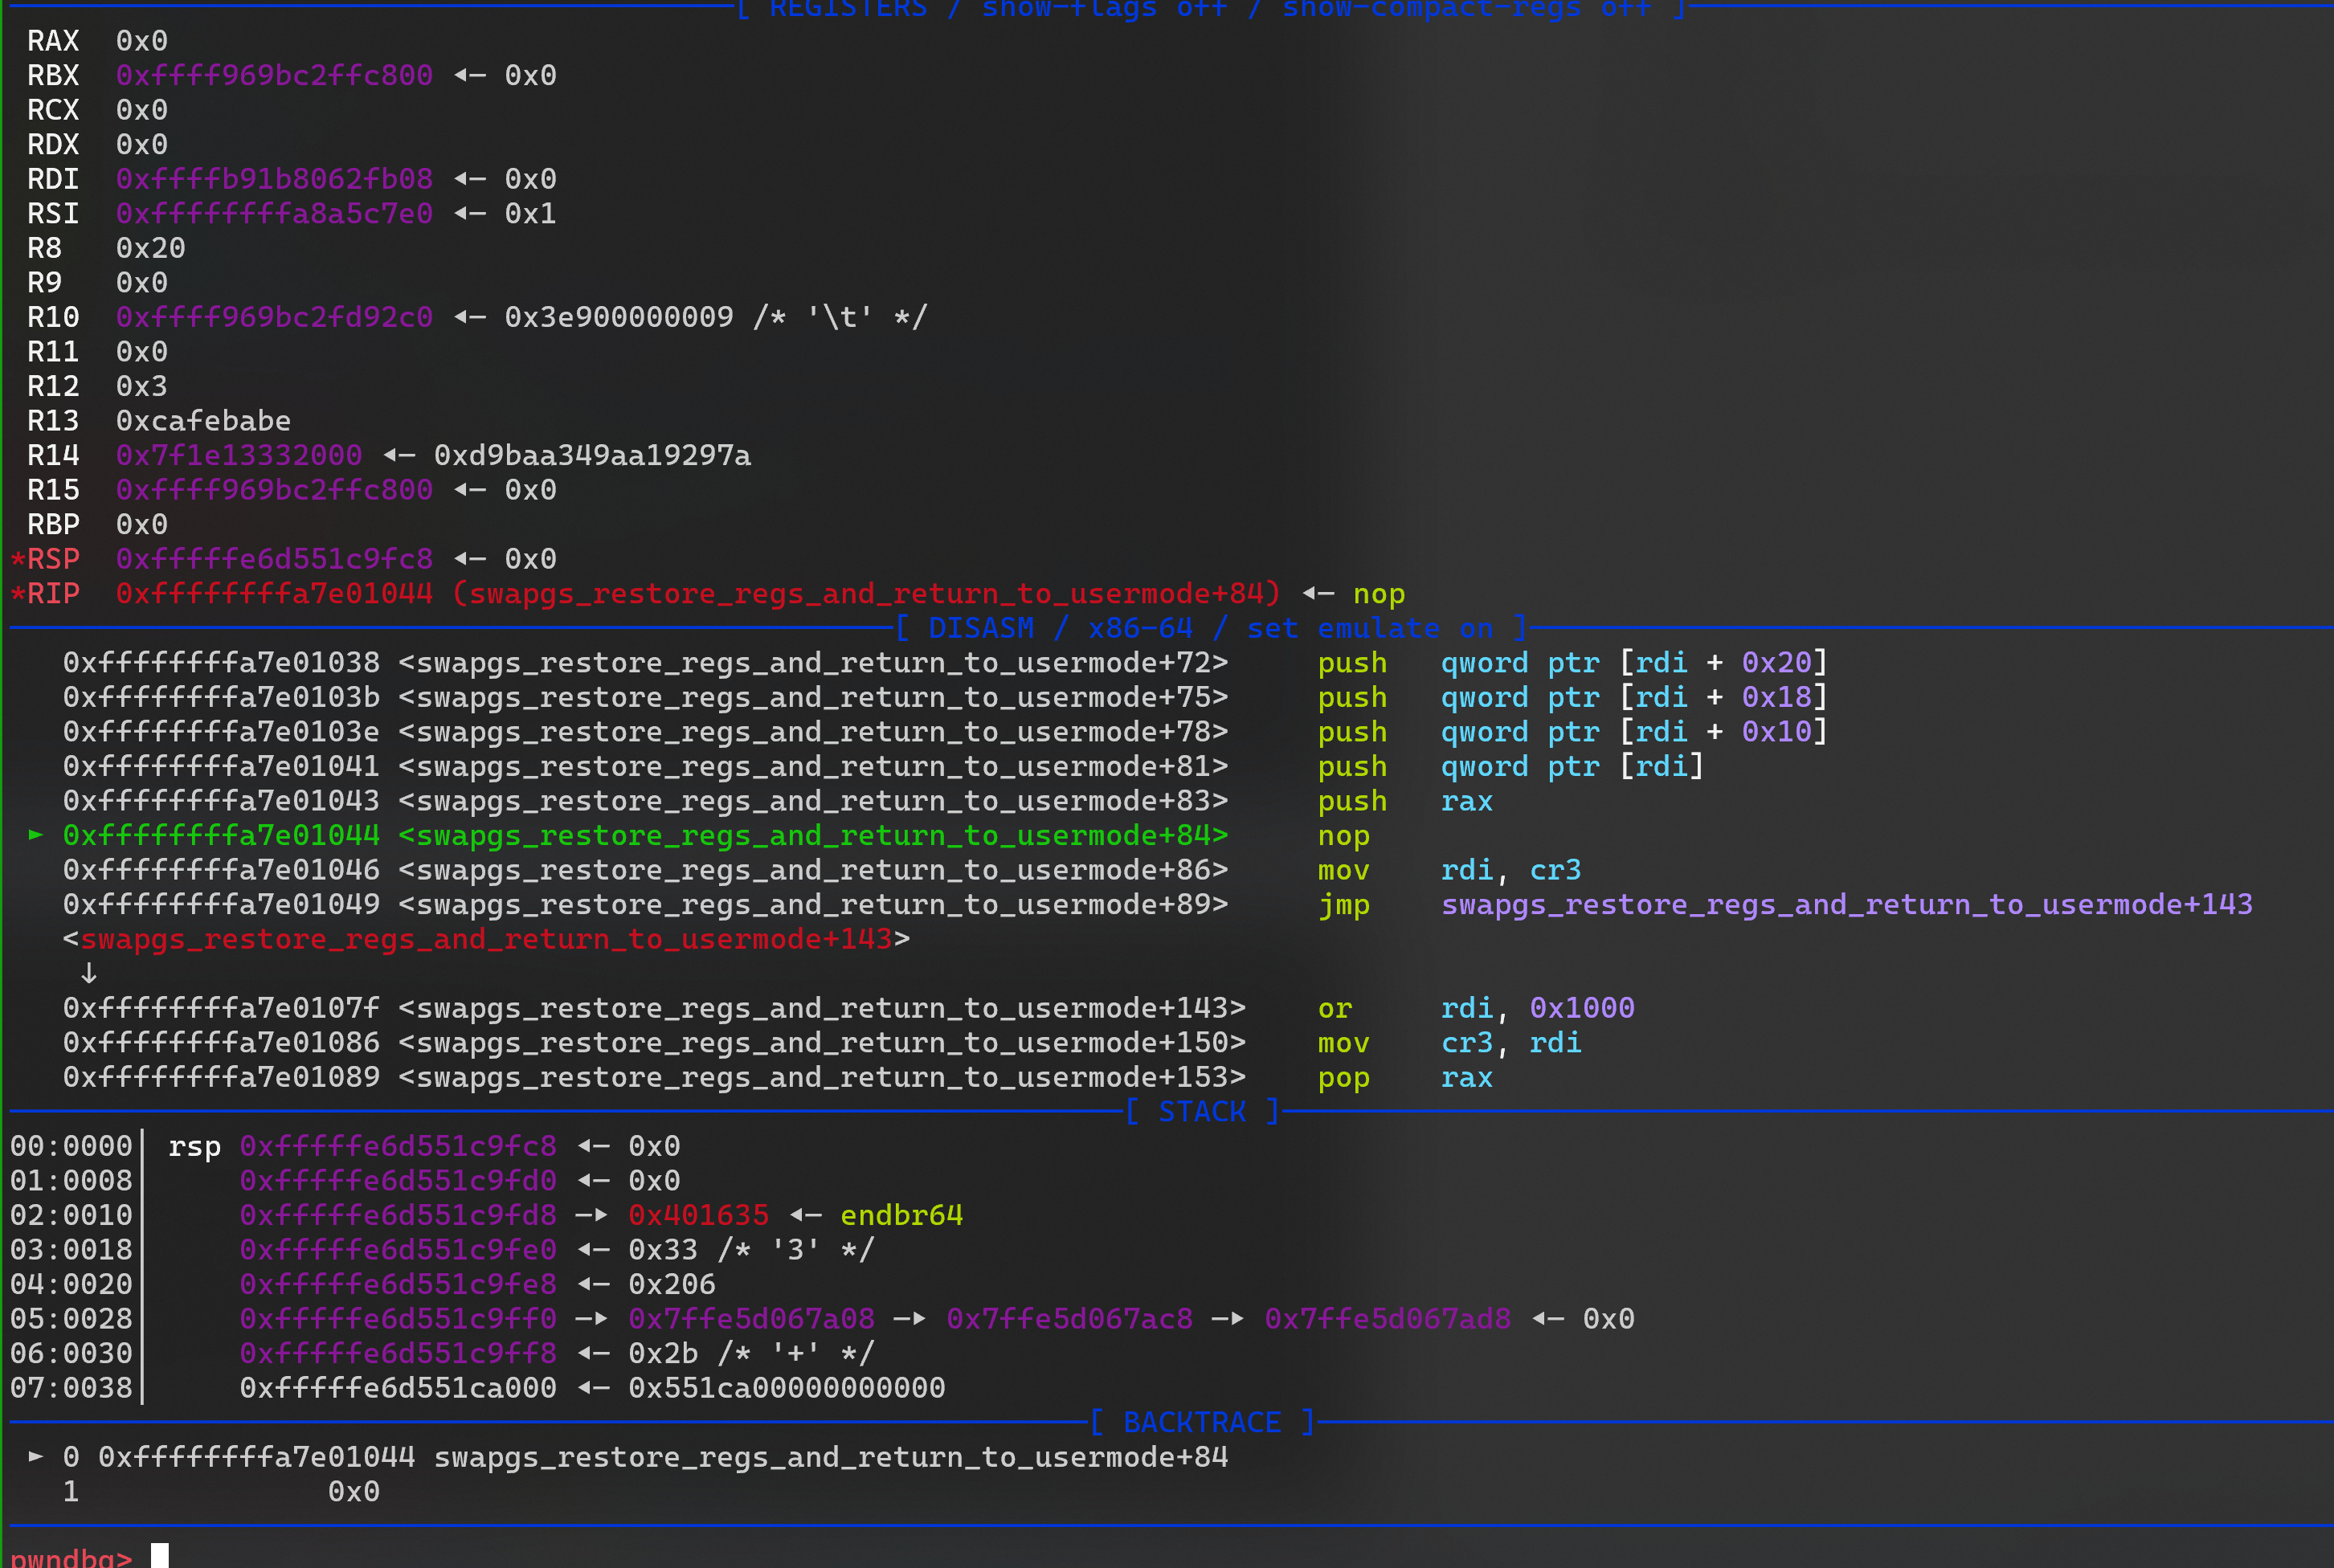 [ REGISTERS / show-flags off / show-compact-regs off ]
RAX  0x0
RBX  0xffff969bc2ffc800 ◂— 0x0
RCX  0x0
RDX  0x0
RDI  0xffffb91b8062fb08 ◂— 0x0
RSI  0xffffffffa8a5c7e0 ◂— 0x1
R8   0x20
R9   0x0
R10  0xffff969bc2fd92c0 ◂— 0x3e900000009 /* '\t' */
R11  0x0
R12  0x3
R13  0xcafebabe
R14  0x7f1e13332000 ◂— 0xd9baa349aa19297a
R15  0xffff969bc2ffc800 ◂— 0x0
RBP  0x0
*RSP  0xfffffe6d551c9fc8 ◂— 0x0
*RIP  0xffffffffa7e01044 (swapgs_restore_regs_and_return_to_usermode+84) ◂— nop
[ DISASM / x86-64 / set emulate on ]
0xffffffffa7e01038 <swapgs_restore_regs_and_return_to_usermode+72>     push   qword ptr [rdi + 0x20]
0xffffffffa7e0103b <swapgs_restore_regs_and_return_to_usermode+75>     push   qword ptr [rdi + 0x18]
0xffffffffa7e0103e <swapgs_restore_regs_and_return_to_usermode+78>     push   qword ptr [rdi + 0x10]
0xffffffffa7e01041 <swapgs_restore_regs_and_return_to_usermode+81>     push   qword ptr [rdi]
0xffffffffa7e01043 <swapgs_restore_regs_and_return_to_usermode+83>     push   rax
► 0xffffffffa7e01044 <swapgs_restore_regs_and_return_to_usermode+84>     nop
0xffffffffa7e01046 <swapgs_restore_regs_and_return_to_usermode+86>     mov    rdi, cr3
0xffffffffa7e01049 <swapgs_restore_regs_and_return_to_usermode+89>     jmp    swapgs_restore_regs_and_return_to_usermode+143
<swapgs_restore_regs_and_return_to_usermode+143>
↓
0xffffffffa7e0107f <swapgs_restore_regs_and_return_to_usermode+143>    or     rdi, 0x1000
0xffffffffa7e01086 <swapgs_restore_regs_and_return_to_usermode+150>    mov    cr3, rdi
0xffffffffa7e01089 <swapgs_restore_regs_and_return_to_usermode+153>    pop    rax
[ STACK ]
00:0000│ rsp 0xfffffe6d551c9fc8 ◂— 0x0
01:0008│     0xfffffe6d551c9fd0 ◂— 0x0
02:0010│     0xfffffe6d551c9fd8 —▸ 0x401635 ◂— endbr64
03:0018│     0xfffffe6d551c9fe0 ◂— 0x33 /* '3' */
04:0020│     0xfffffe6d551c9fe8 ◂— 0x206
05:0028│     0xfffffe6d551c9ff0 —▸ 0x7ffe5d067a08 —▸ 0x7ffe5d067ac8 —▸ 0x7ffe5d067ad8 ◂— 0x0
06:0030│     0xfffffe6d551c9ff8 ◂— 0x2b /* '+' */
07:0038│     0xfffffe6d551ca000 ◂— 0x551ca00000000000
[ BACKTRACE ]
► 0 0xffffffffa7e01044 swapgs_restore_regs_and_return_to_usermode+84
1              0x0
pwndbg>